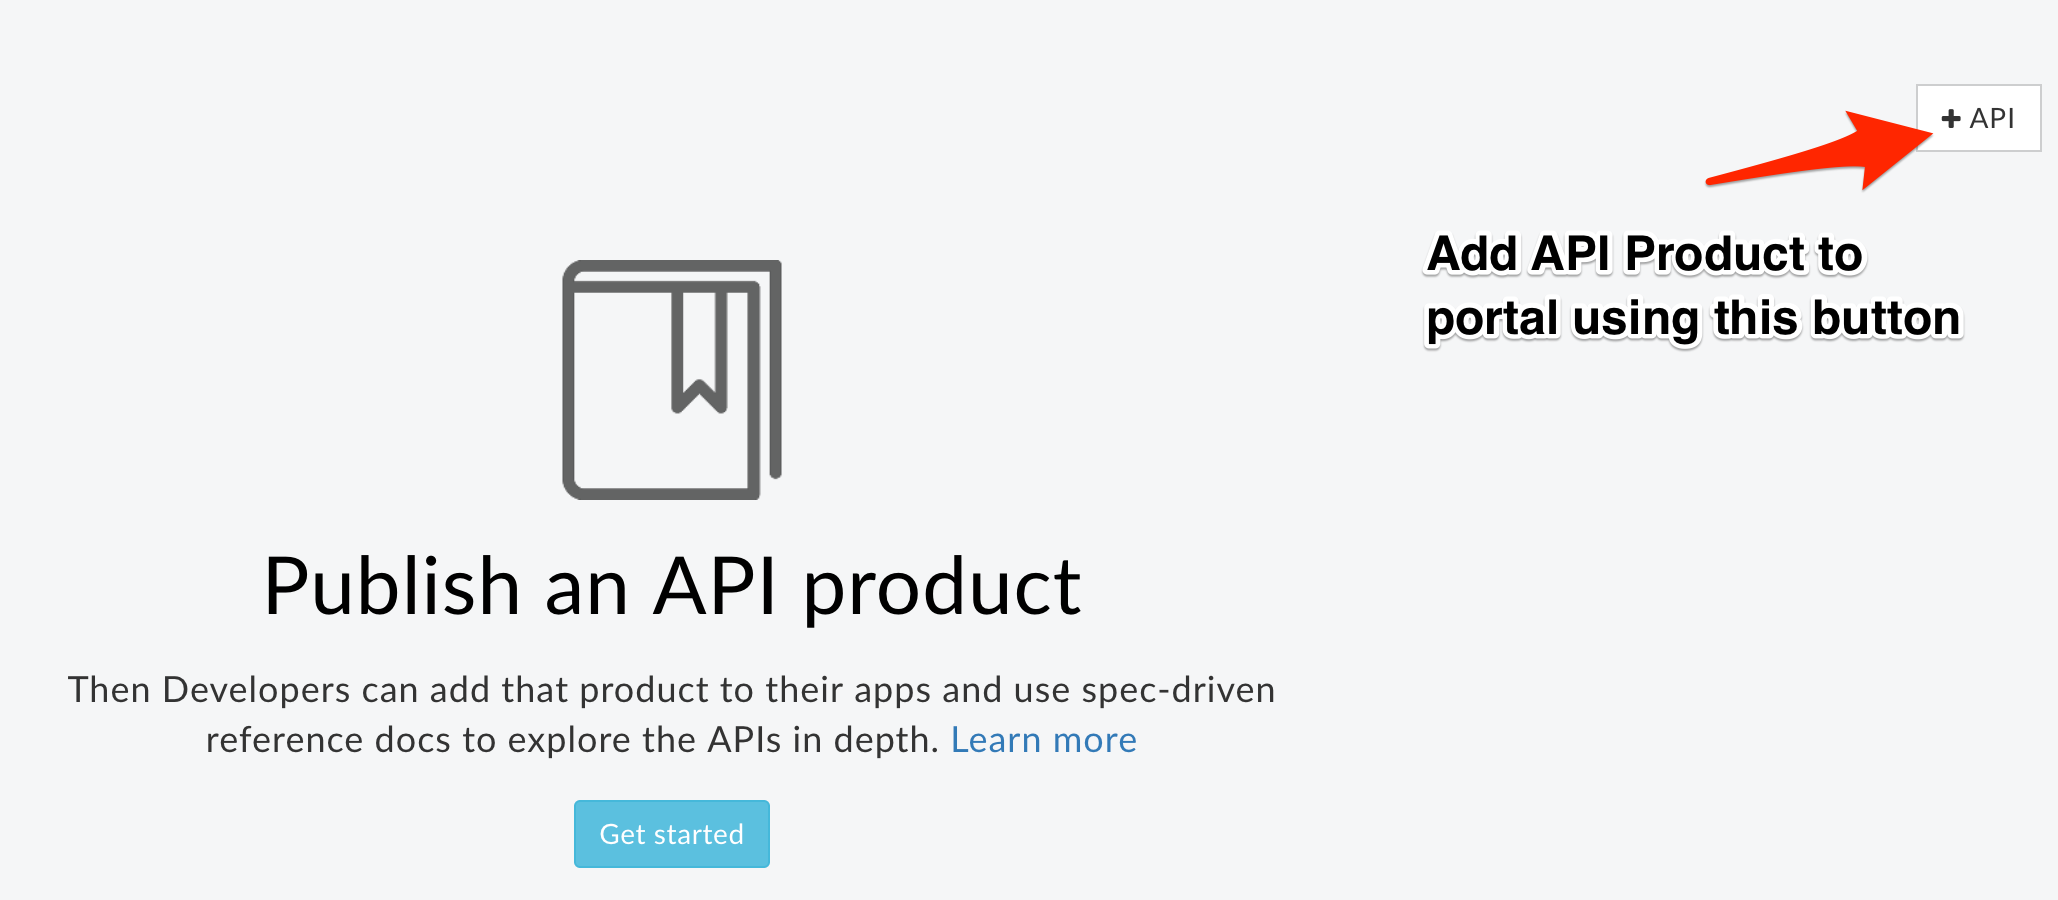 + API
Add API Product to
portal using this button
Publish an API product
Then Developers can add that product to their apps and use spec-driven
reference docs to explore the APIs in depth. Learn more
Get started